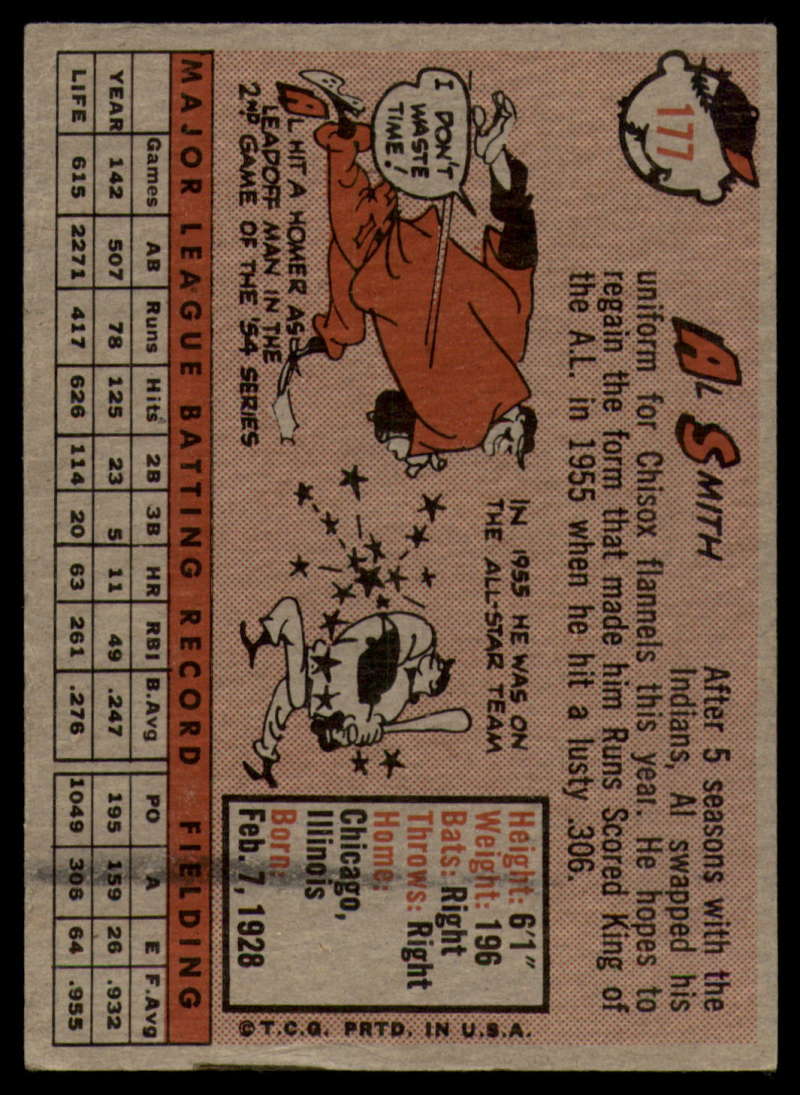 177
AL SMITH
After 5 seasons with the
Indians, Al swapped his
uniform for Chisox flannels this year. He hopes to
regain the form that made him Runs Scored King of
the A.L. in 1955 when he hit a lusty .306.
I DON'T
WASTE
TIME!
AL HIT A HOMER AS
LEADOFF MAN IN THE
2ND GAME OF THE '54 SERIES
IN 1955 HE WAS ON
THE ALL-STAR TEAM
Height: 6'1"
Weight: 196
Bats: Right
Throws: Right
Home:
Chicago,
Illinois
Born:
Feb. 7, 1928
© T.C.G. PRTD. IN U.S.A.
MAJOR LEAGUE BATTING RECORD FIELDING
Games AB Runs Hits 2B 3B HR RBI B.Avg PO A E F.Avg
YEAR 142 507 78 125 23 5 11 49 .247 195 159 26 .932
LIFE 615 2271 417 626 114 20 63 261 .276 1049 306 64 .955